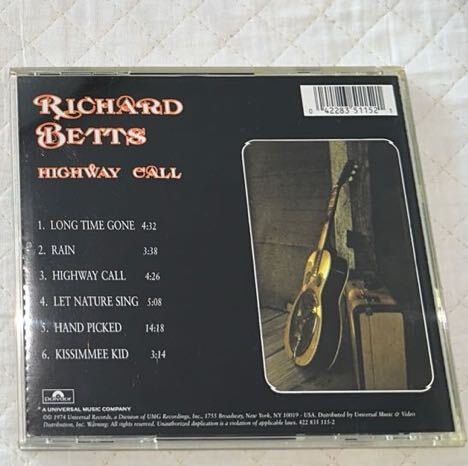 RICHARD
BETTS
HIGHWAY CALL
0 42283 51152 1
1. LONG TIME GONE 4:32
2. RAIN 3:38
3. HIGHWAY CALL 4:26
4. LET NATURE SING 5:08
5. HAND PICKED 14:18
6. KISSIMMEE KID 3:14
polydor
A UNIVERSAL MUSIC COMPANY
℗© 1974 Universal Records, a Division of UMG Recordings, Inc., 1755 Broadway, New York, NY 10019 - USA. Distributed by Universal Music & Video
Distribution, Inc. Warning: All rights reserved. Unauthorized duplication is a violation of applicable laws. 422 835 115-2